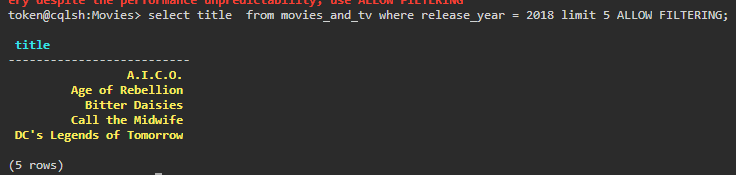 ery despite the performance unpredictability, use ALLOW FILTERING"
token@cqlsh:Movies> select title  from movies_and_tv where release_year = 2018 limit 5 ALLOW FILTERING;
title
--------------------------
A.I.C.O.
Age of Rebellion
Bitter Daisies
Call the Midwife
DC's Legends of Tomorrow
(5 rows)